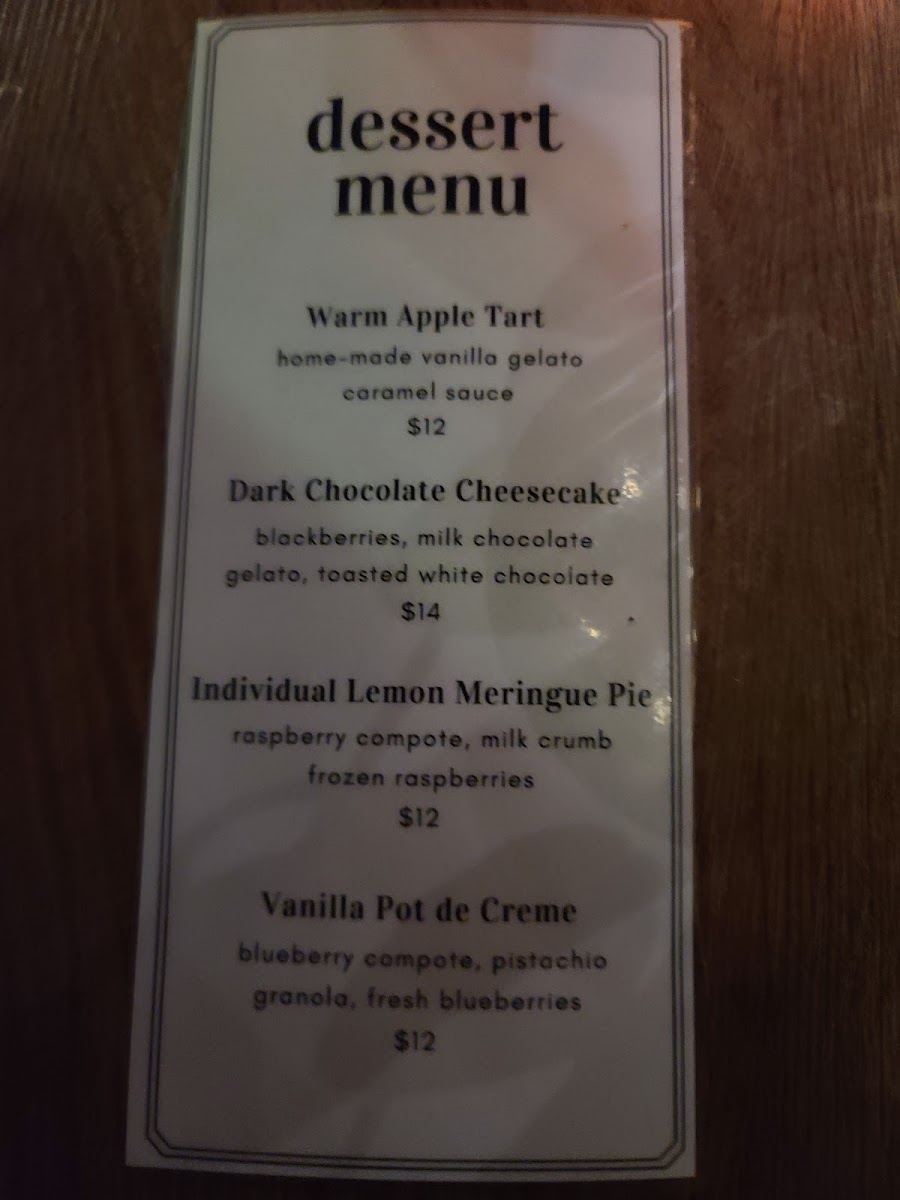 dessert
menu
Warm Apple Tart
home-made vanilla gelato
caramel sauce
$12
Dark Chocolate Cheesecake
blackberries, milk chocolate
gelato, toasted white chocolate
$14
Individual Lemon Meringue Pie
raspberry compote, milk crumb
frozen raspberries
$12
Vanilla Pot de Creme
blueberry compote, pistachio
granola, fresh blueberries
$12